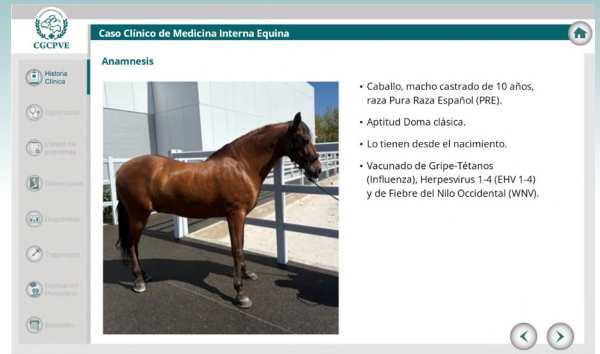 CGCPVE
Caso Clínico de Medicina Interna Equina
Anamnesis
Historia
Clínica
Exploración
Listado de
problemas
Diferenciales
Diagnóstico
Tratamiento
Explicación
Propietario
Evolución
• Caballo, macho castrado de 10 años,
raza Pura Raza Español (PRE).
• Aptitud Doma clásica.
• Lo tienen desde el nacimiento.
• Vacunado de Gripe-Tétanos
(Influenza), Herpesvirus 1-4 (EHV 1-4)
y de Fiebre del Nilo Occidental (WNV).